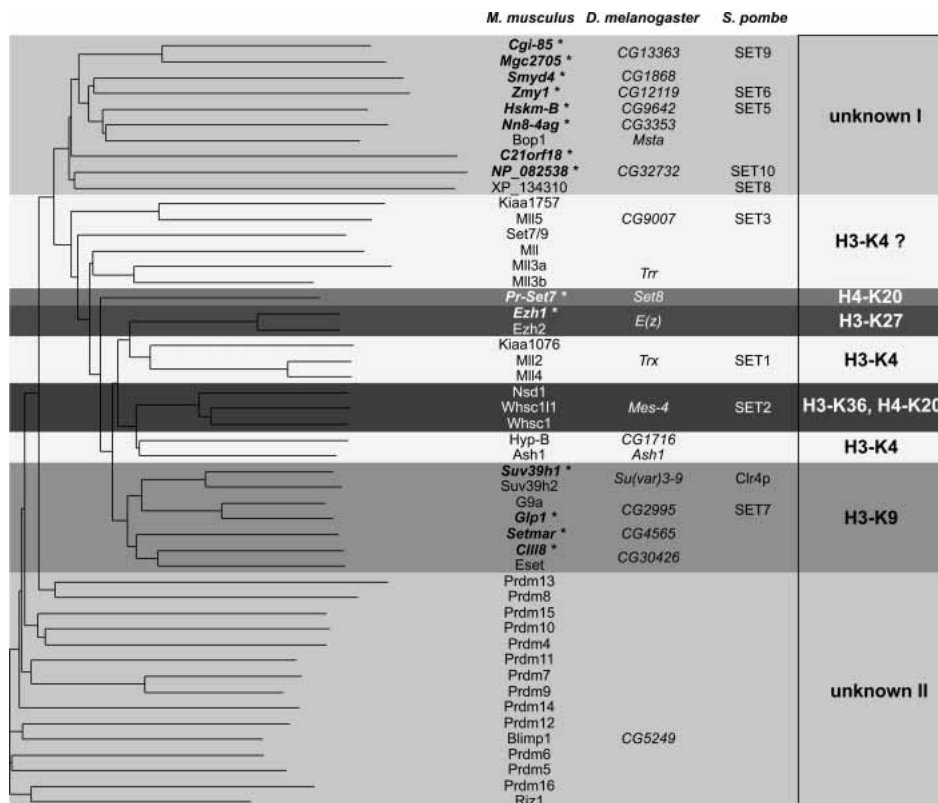 M. musculus D. melanogaster S. pombe
Cgi-85 *
CG13363 SET9
Mgc2705 *
Smyd4 * CG1868
Zmy1 * CG12119 SET6
Hskm-B * CG9642 SET5
unknown I
Nn8-4ag * CG3353
Bop1 Msta
C21orf18 *
NP_082538 * CG32732 SET10
XP_134310 SET8
Kiaa1757
Mll5 CG9007 SET3
Set7/9
H3-K4 ?
Mll
Mll3a
Trr
Mll3b
Pr-Set7 * Set8 H4-K20
Ezh1 *
E(z) H3-K27
Ezh2
Kiaa1076
Mll2 Trx SET1 H3-K4
Mll4
Nsd1
Whsc1l1 Mes-4 SET2 H3-K36, H4-K20
Whsc1
Hyp-B CG1716
H3-K4
Ash1 Ash1
Suv39h1 *
Su(var)3-9 Clr4p
Suv39h2
G9a
CG2995 SET7
H3-K9
Glp1 *
Setmar * CG4565
Clll8 *
CG30426
Eset
Prdm13
Prdm8
Prdm15
Prdm10
Prdm4
Prdm11
Prdm7
unknown II
Prdm9
Prdm14
Prdm12
Blimp1 CG5249
Prdm6
Prdm5
Prdm16
Riz1